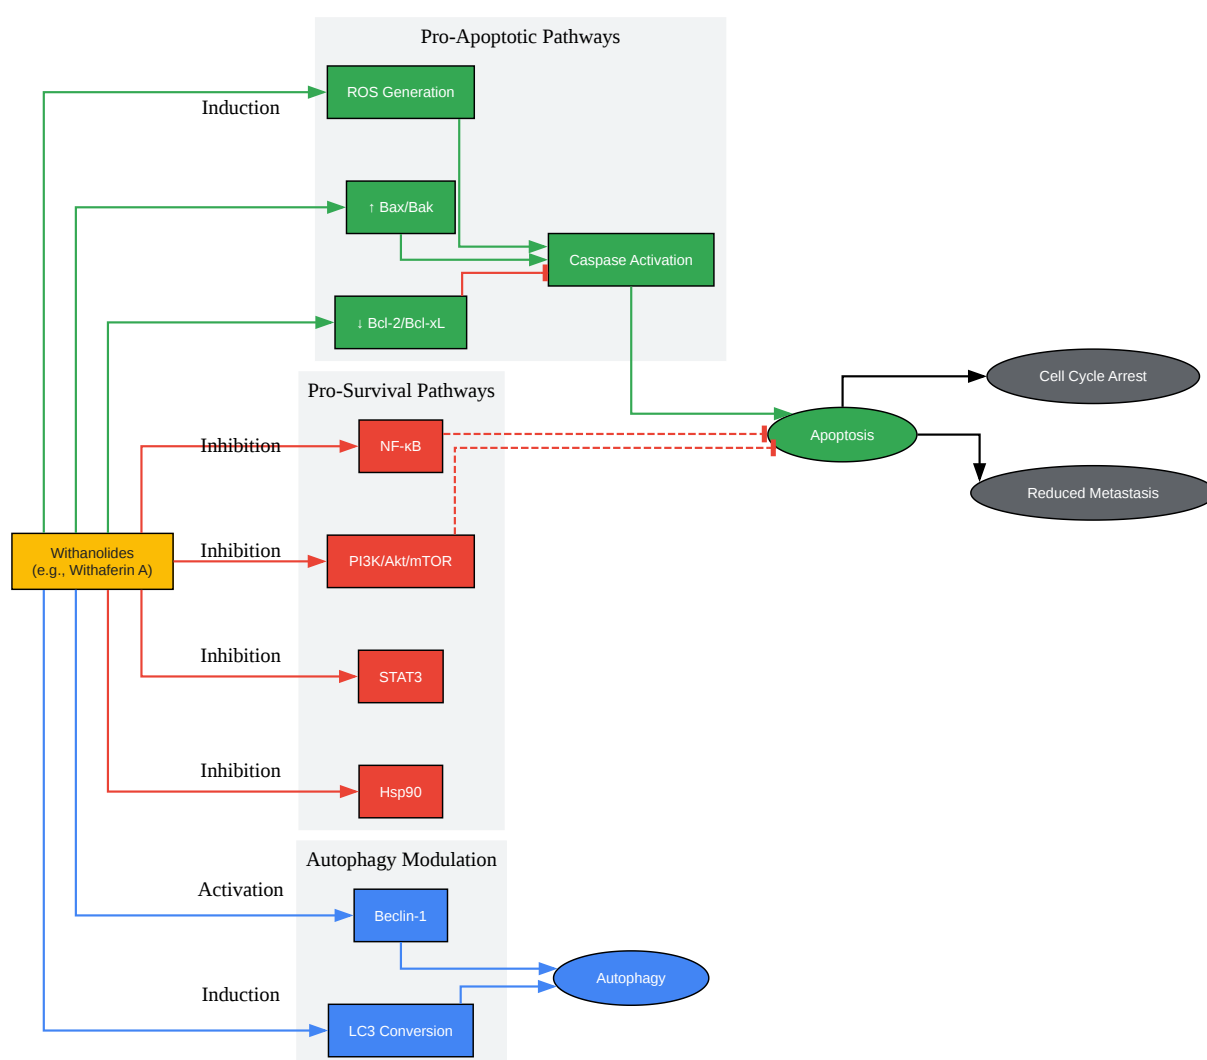 Pro-Apoptotic Pathways
ROS Generation
Induction
↑ Bax/Bak
Caspase Activation
↓ Bcl-2/Bcl-xL
Pro-Survival Pathways
Cell Cycle Arrest
Inhibition
NF-κB
Apoptosis
Reduced Metastasis
Withanolides
(e.g., Withaferin A)
Inhibition
PI3K/Akt/mTOR
Inhibition
STAT3
Inhibition
Hsp90
Autophagy Modulation
Activation
Beclin-1
Autophagy
Induction
LC3 Conversion